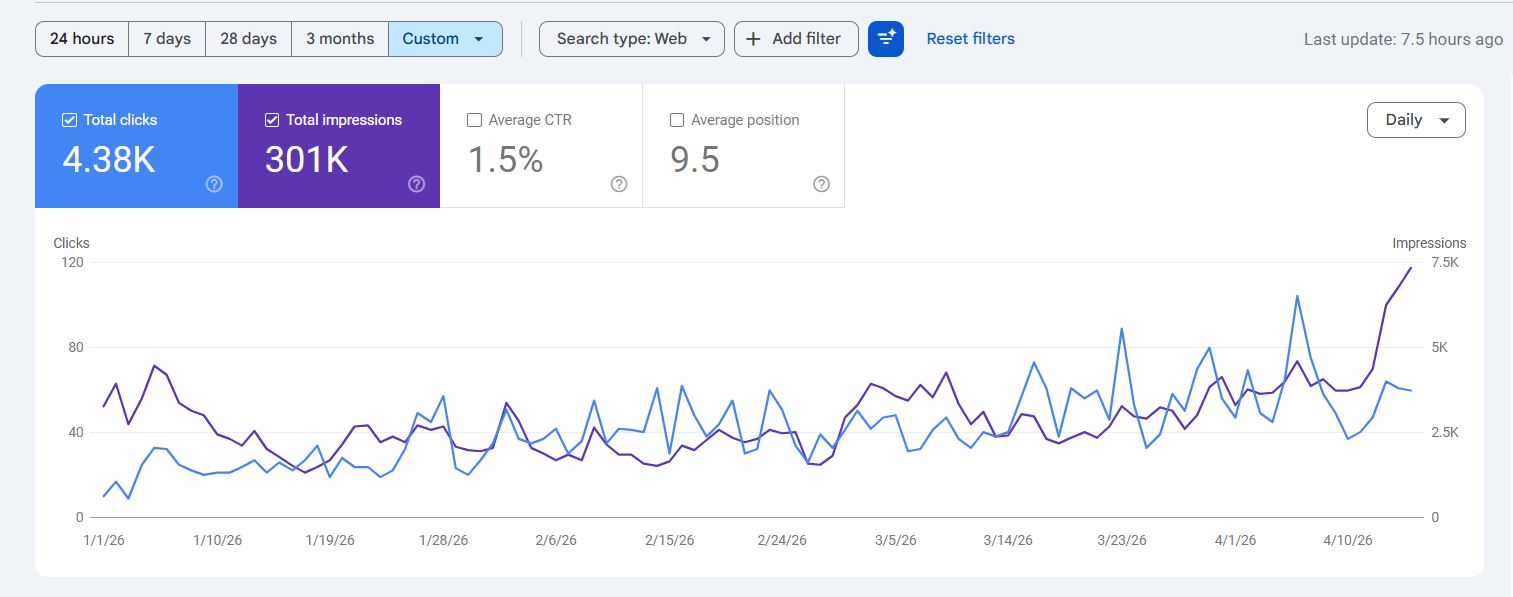 24 hours 7 days 28 days 3 months Custom Search type: Web Add filter Reset filters Last update: 7.5 hours ago
Total clicks Total impressions Average CTR Average position Daily
4.38K 301K 1.5% 9.5
Clicks Impressions
120 7.5K
80 5K
40 2.5K
0 0
1/1/26 1/10/26 1/19/26 1/28/26 2/6/26 2/15/26 2/24/26 3/5/26 3/14/26 3/23/26 4/1/26 4/10/26